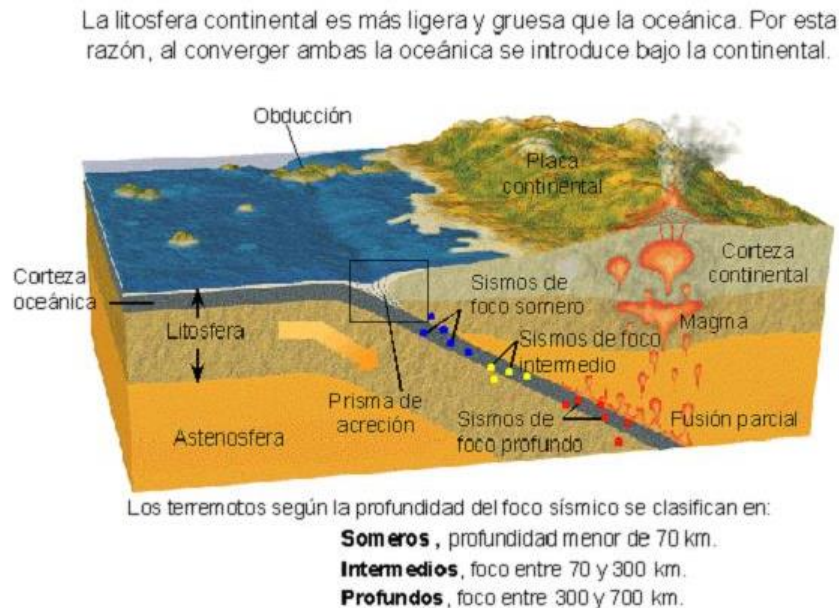 La litosfera continental es más ligera y gruesa que la oceánica. Por esta
razón, al converger ambas la oceánica se introduce bajo la continental.
Obducción
Placa
continental
Corteza
oceánica
Litosfera
Sismos de
foco somero
Corteza
continental
Magma
Sismos de foco
intermedio
Prisma de
acreción
Sismos de
foco profundo
Fusión parcial
Astenosfera
Los terremotos según la profundidad del foco sísmico se clasifican en:
Someros , profundidad menor de 70 km.
Intermedios, foco entre 70 y 300 km.
Profundos, foco entre 300 y 700 km.